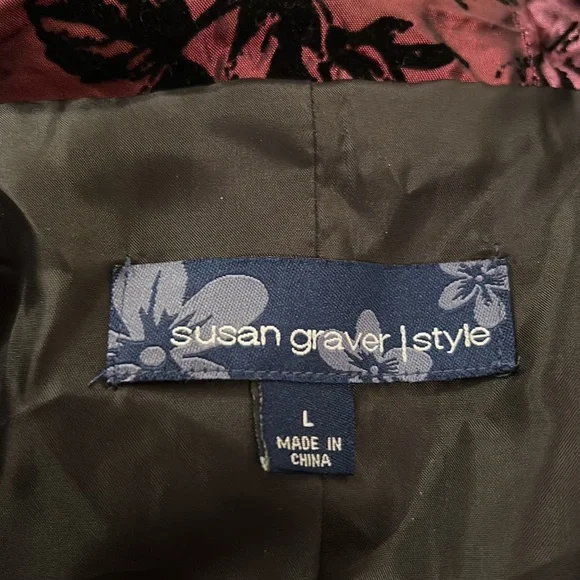 susan graver | style
L
MADE IN
CHINA